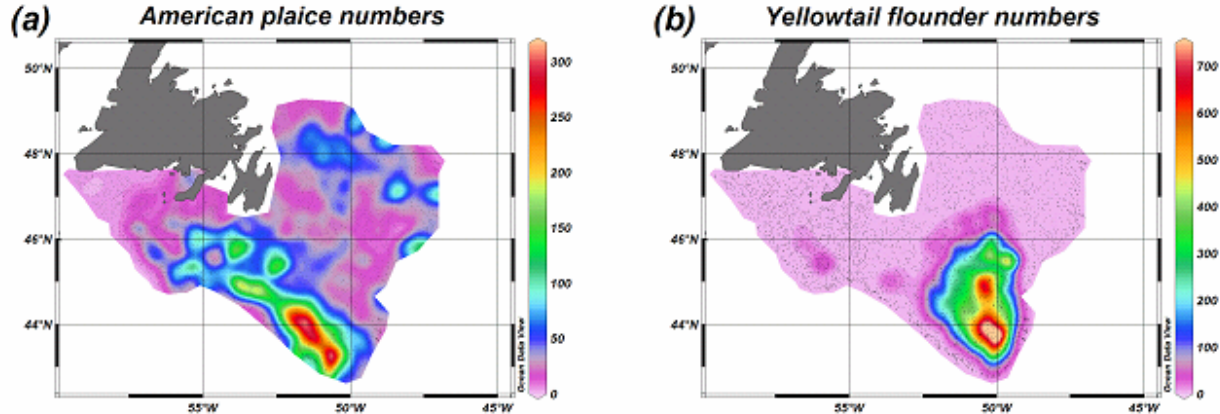 (a) American plaice numbers
50°N
48°N
46°N
44°N
55°W 50°W 45°W
300
250
200
150
100
50
0
Ocean Data View
(b) Yellowtail flounder numbers
50°N
48°N
46°N
44°N
55°W 50°W 45°W
700
600
500
400
300
200
100
0
Ocean Data View